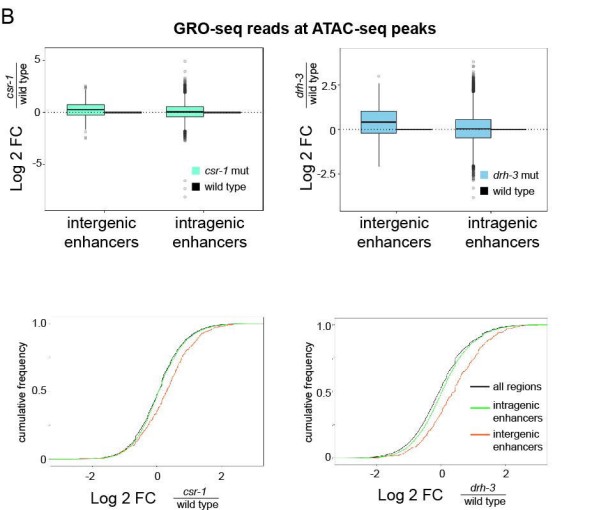 B
GRO-seq reads at ATAC-seq peaks
Log 2 FC csr-1
wild type
5
0
-5
csr-1 mut
wild type
intergenic
enhancers
intragenic
enhancers
Log 2 FC drh-3
wild type
2.5
0
-2.5
drh-3 mut
wild type
intergenic
enhancers
intragenic
enhancers
cumulative frequency
1.0
0.5
0
-2 0 2
Log 2 FC csr-1
wild type
cumulative frequency
1.0
0.5
0
all regions
intragenic
enhancers
intergenic
enhancers
-2 0 2
Log 2 FC drh-3
wild type